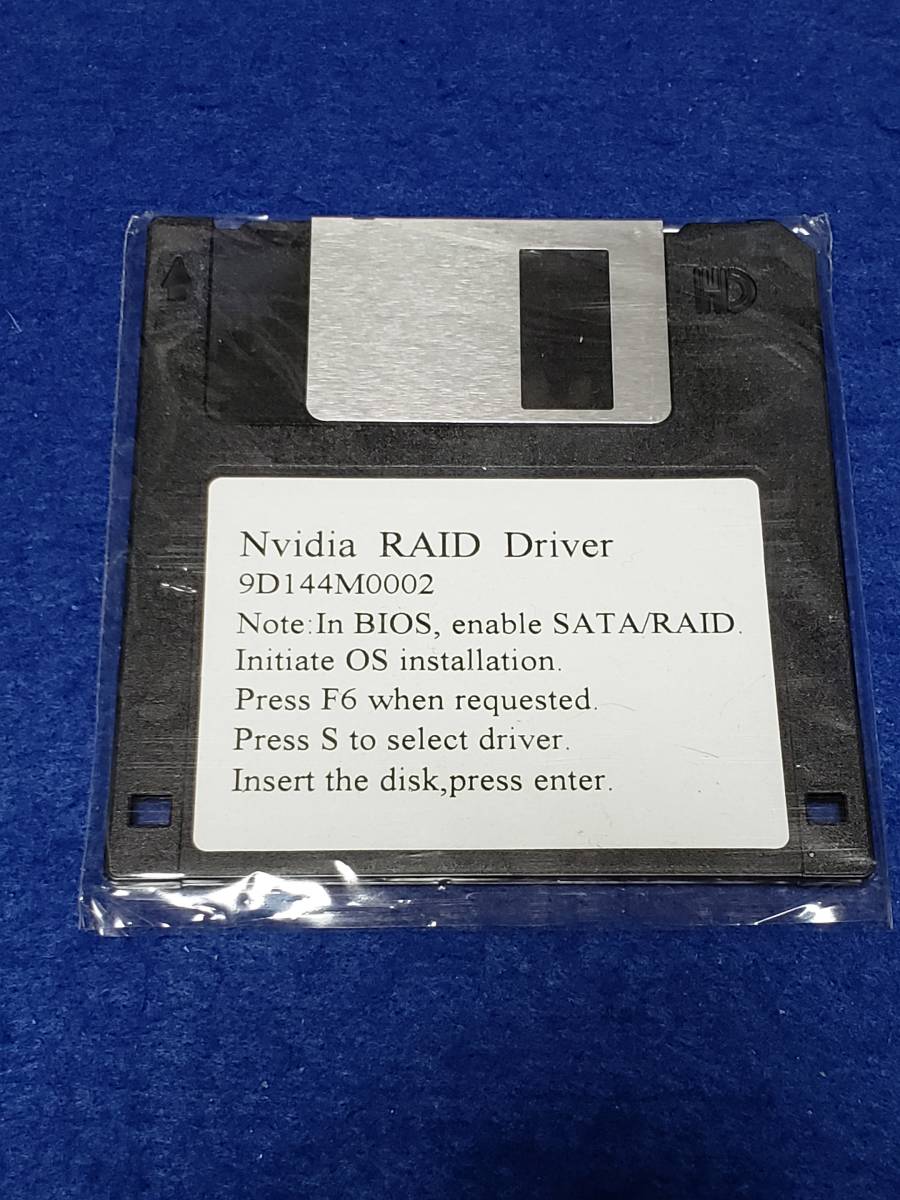 HD
Nvidia RAID Driver
9D144M0002
Note:In BIOS, enable SATA/RAID.
Initiate OS installation.
Press F6 when requested.
Press S to select driver.
Insert the disk,press enter.